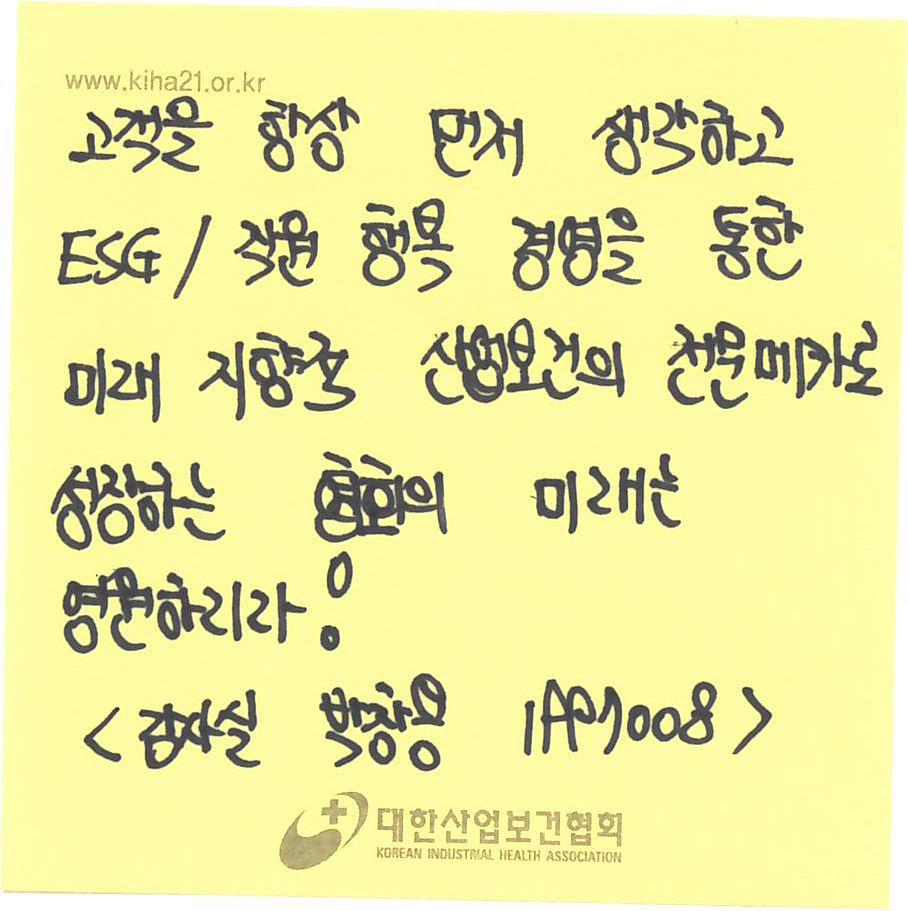 www.kiha21.or.kr
고객을 항상 먼저 생각하고
ESG / 직원 행복 경영을 통한
미래 지향적 산업보건의 전문메카로
성장하는 협회의 미래는
영원하리라!
<감사실 박창용 1AP1008>
대한산업보건협회
KOREAN INDUSTRIAL HEALTH ASSOCIATION